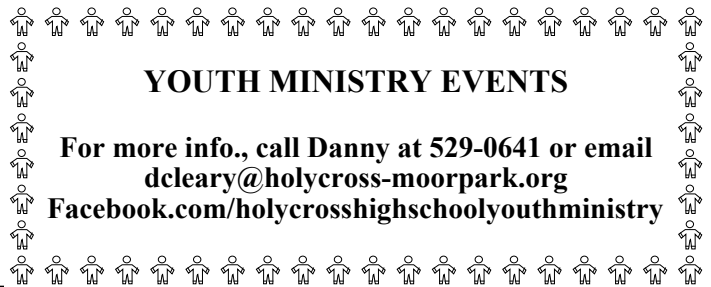 YOUTH MINISTRY EVENTS
For more info., call Danny at 529-0641 or email
dcleary@holycross-moorpark.org
Facebook.com/holycrosshighschoolyouthministry